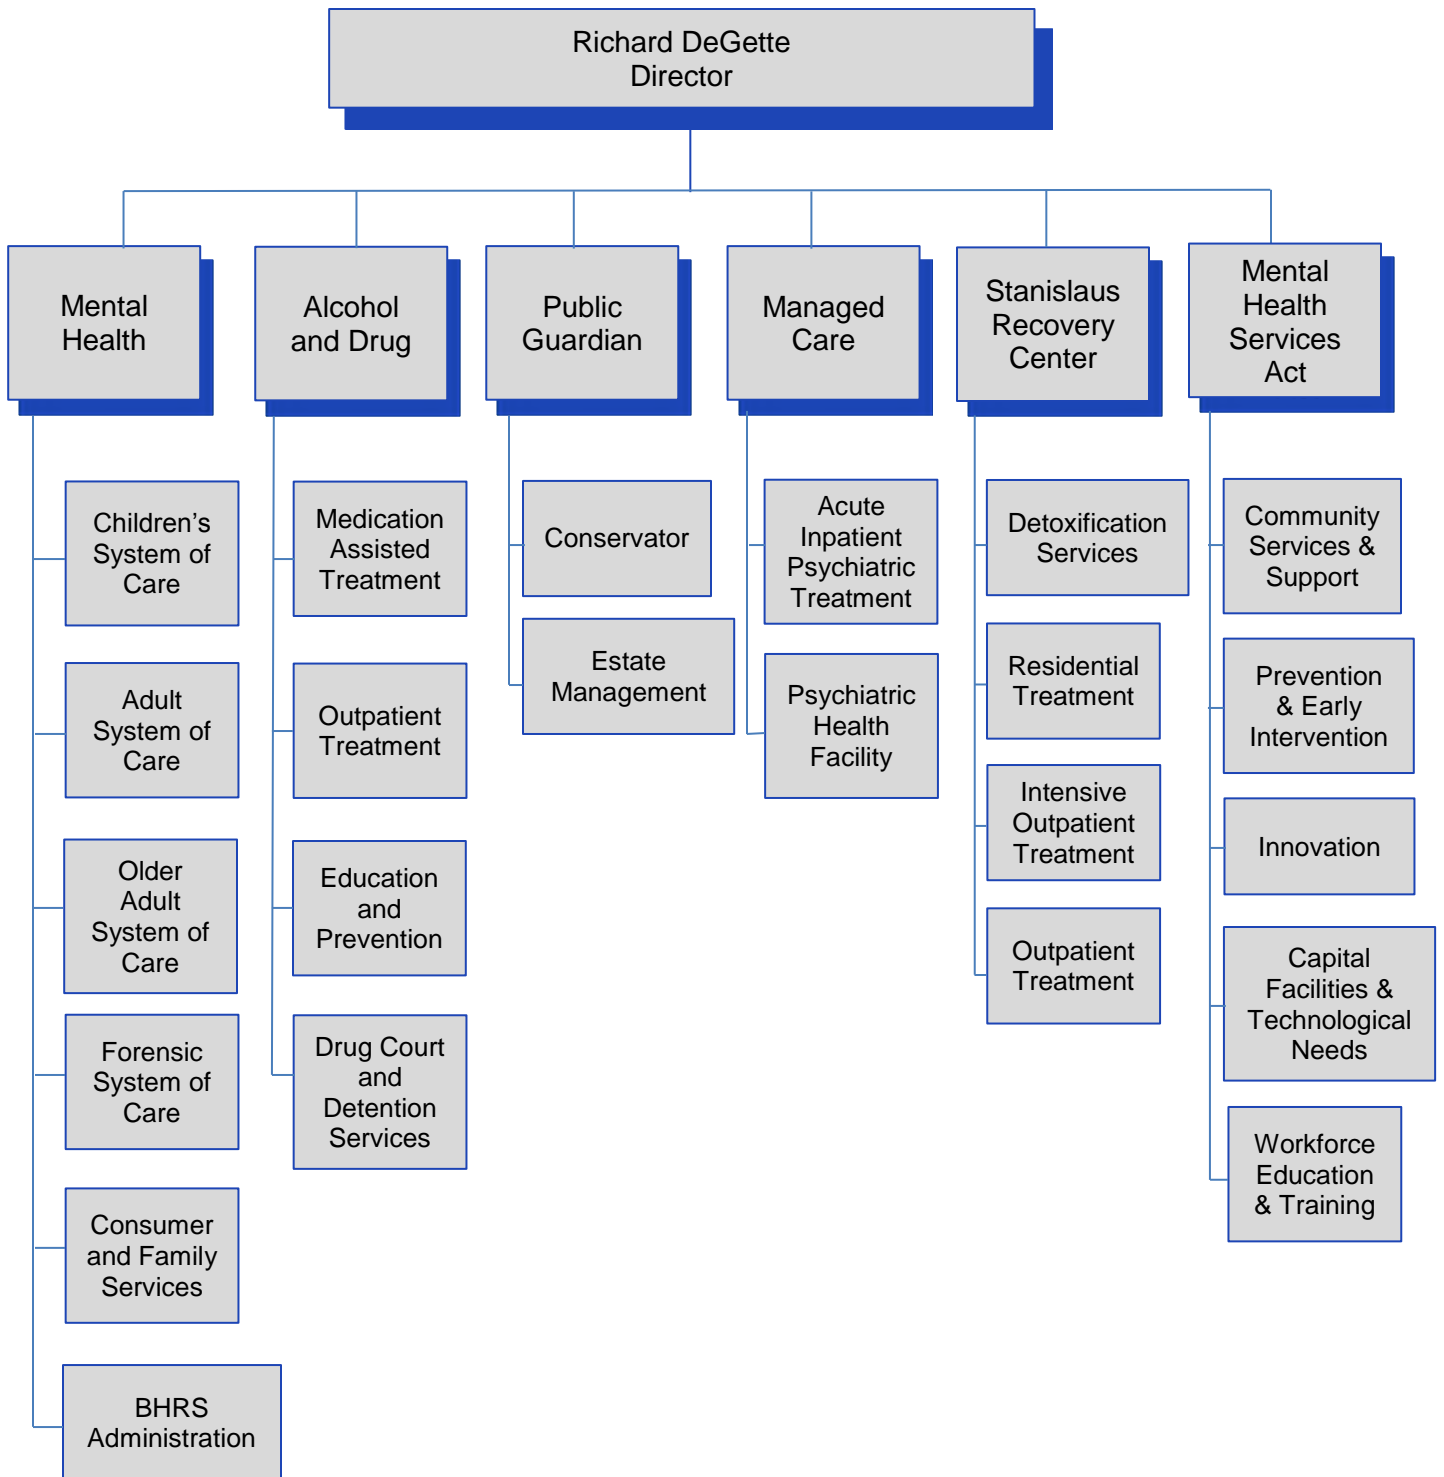 Richard DeGette
Director
Mental
Health
Alcohol
and Drug
Public
Guardian
Managed
Care
Stanislaus
Recovery
Center
Mental
Health
Services
Act
Children’s
System of
Care
Adult
System of
Care
Older
Adult
System of
Care
Forensic
System of
Care
Consumer
and Family
Services
BHRS
Administration
Medication
Assisted
Treatment
Outpatient
Treatment
Education
and
Prevention
Drug Court
and
Detention
Services
Conservator
Estate
Management
Acute
Inpatient
Psychiatric
Treatment
Psychiatric
Health
Facility
Detoxification
Services
Residential
Treatment
Intensive
Outpatient
Treatment
Outpatient
Treatment
Community
Services &
Support
Prevention
& Early
Intervention
Innovation
Capital
Facilities &
Technological
Needs
Workforce
Education
& Training